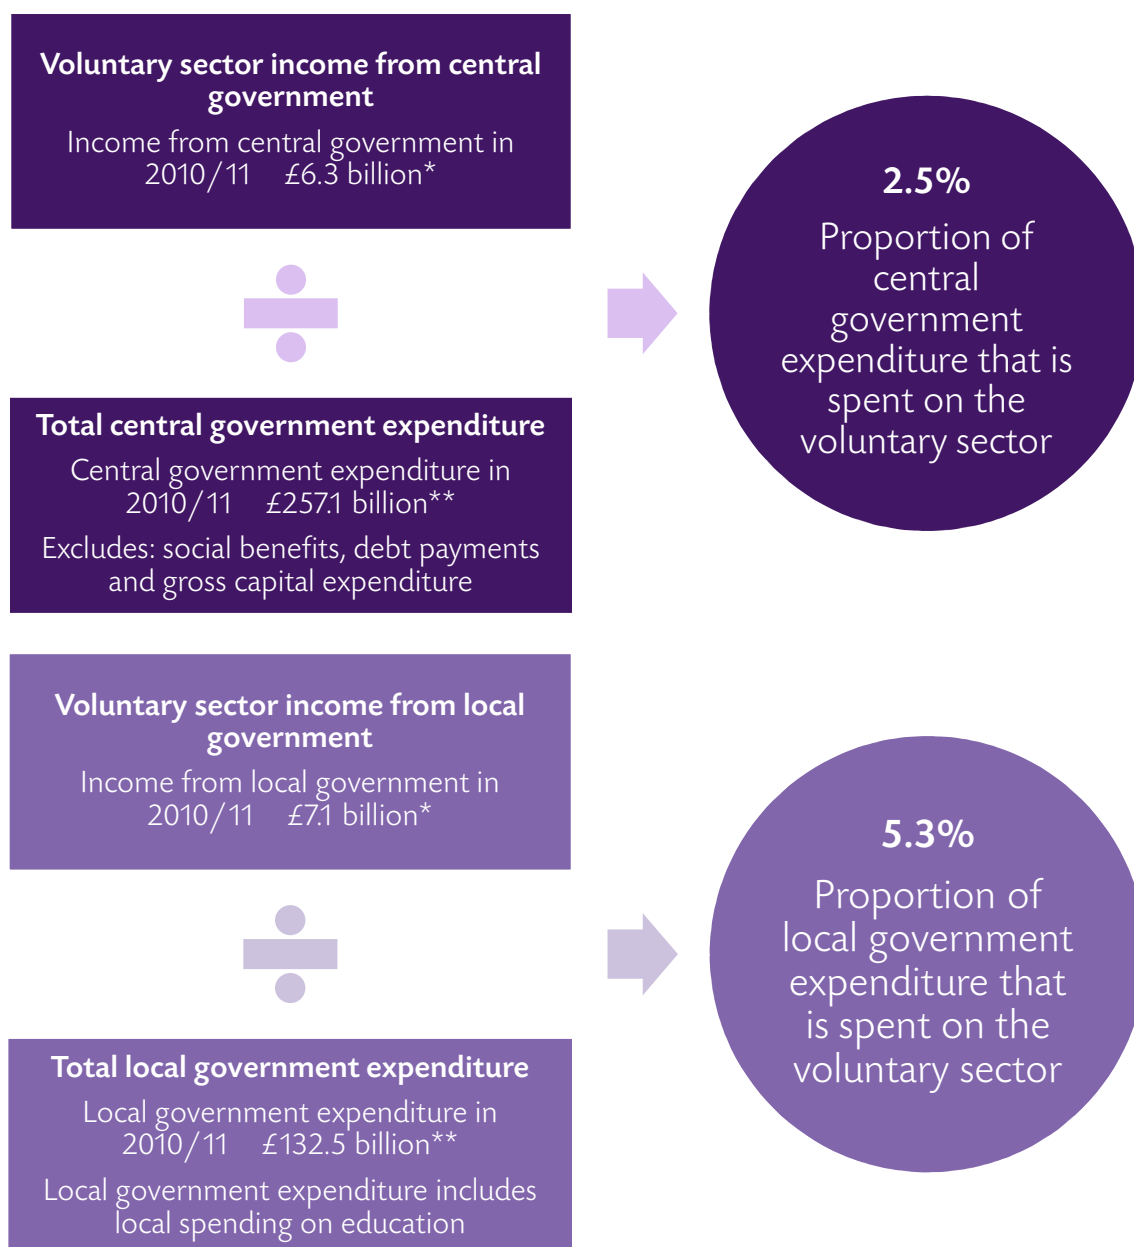 Voluntary sector income from central
government
Income from central government in
2010/11 £6.3 billion*
2.5%
Proportion of
central
government
expenditure that is
spent on the
voluntary sector
Total central government expenditure
Central government expenditure in
2010/11 £257.1 billion**
Excludes: social benefits, debt payments
and gross capital expenditure
Voluntary sector income from local
government
Income from local government in
2010/11 £7.1 billion*
5.3%
Proportion of
local government
expenditure that
is spent on the
voluntary sector
Total local government expenditure
Local government expenditure in
2010/11 £132.5 billion**
Local government expenditure includes
local spending on education